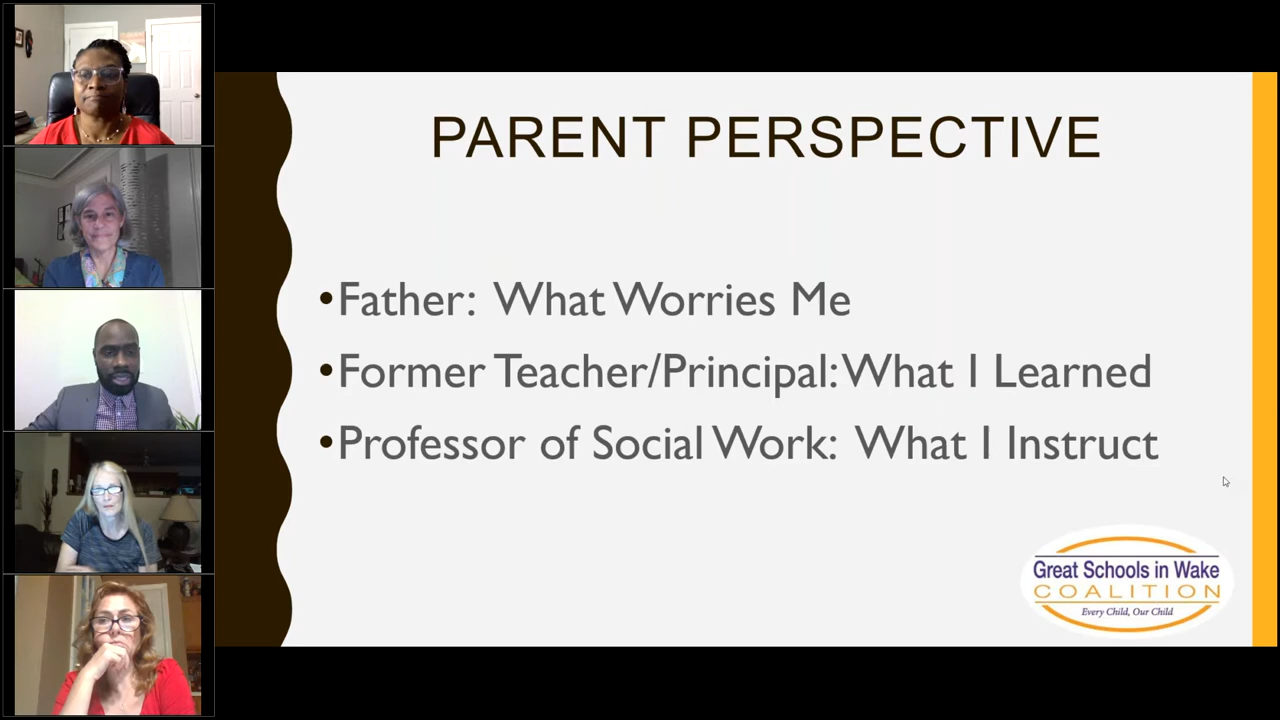 PARENT PERSPECTIVE
•Father: What Worries Me
•Former Teacher/Principal: What I Learned
•Professor of Social Work: What I Instruct
Great Schools in Wake
COALITION
Every Child, Our Child